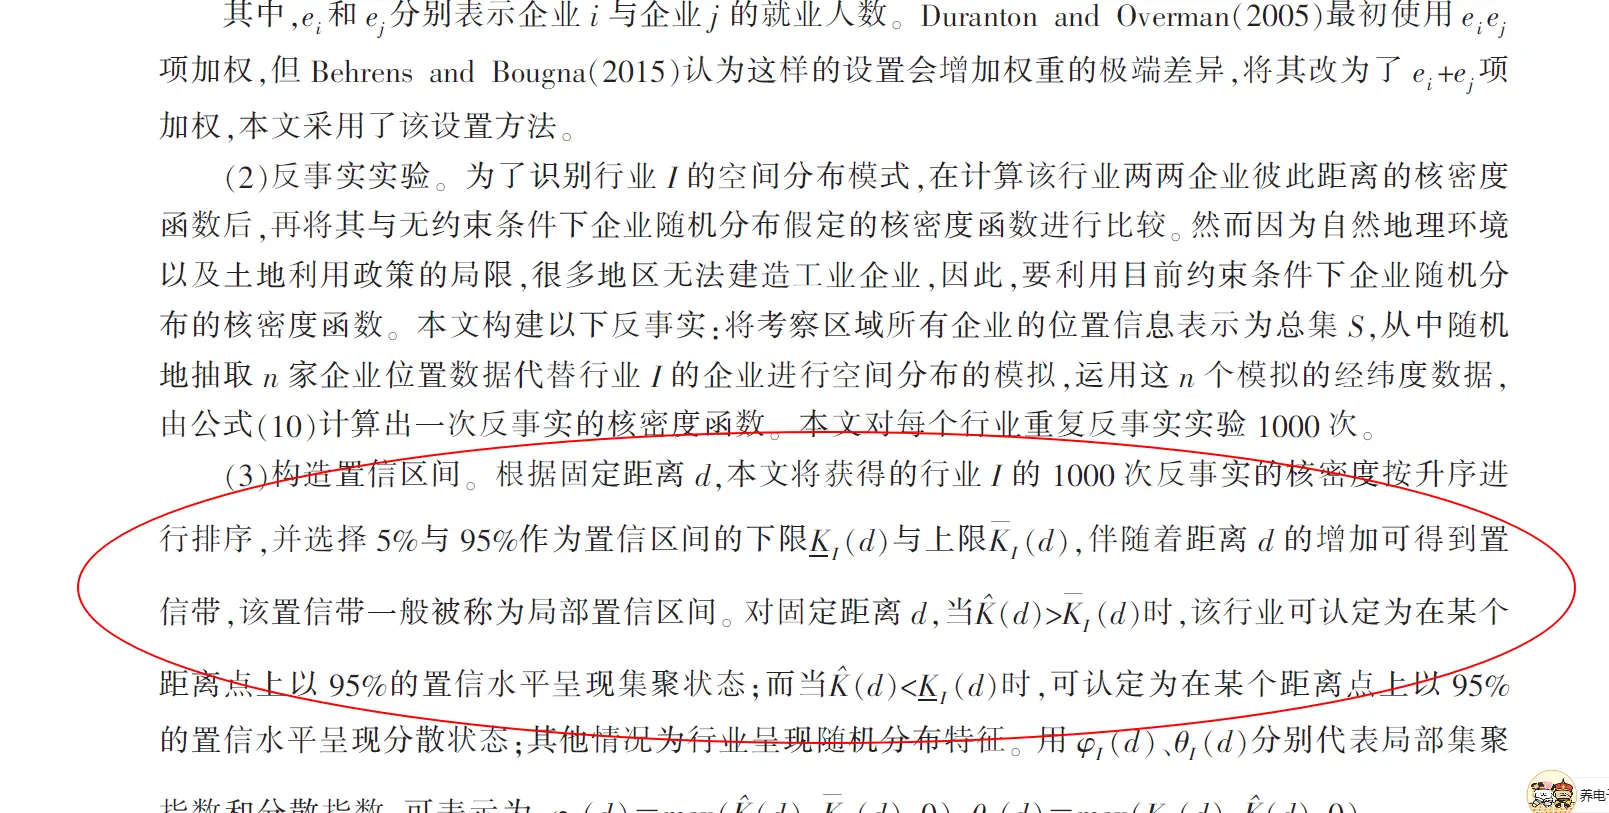 其中,eᵢ和 eⱼ分别表示企业 i 与企业 j 的就业人数。Duranton and Overman(2005)最初使用 eᵢeⱼ
项加权,但 Behrens and Bougna(2015)认为这样的设置会增加权重的极端差异,将其改为了 eᵢ+eⱼ项
加权,本文采用了该设置方法。
(2)反事实实验。为了识别行业 I 的空间分布模式,在计算该行业两两企业彼此距离的核密度
函数后,再将其与无约束条件下企业随机分布假定的核密度函数进行比较。然而因为自然地理环境
以及土地利用政策的局限,很多地区无法建造工业企业,因此,要利用目前约束条件下企业随机分
布的核密度函数。本文构建以下反事实:将考察区域所有企业的位置信息表示为总集 S,从中随机
地抽取 n 家企业位置数据代替行业 I 的企业进行空间分布的模拟,运用这 n 个模拟的经纬度数据,
由公式(10)计算出一次反事实的核密度函数。本文对每个行业重复反事实实验 1000 次。
(3)构造置信区间。根据固定距离 d,本文将获得的行业 I 的 1000 次反事实的核密度按升序进
行排序,并选择 5%与 95%作为置信区间的下限K̲_I(d)与上限K̅_I(d),伴随着距离 d 的增加可得到置
信带,该置信带一般被称为局部置信区间。对固定距离 d,当K̂(d)>K̅_I(d)时,该行业可认定为在某个
距离点上以 95%的置信水平呈现集聚状态;而当K̂(d)<K̲_I(d)时,可认定为在某个距离点上以 95%
的置信水平呈现分散状态;其他情况为行业呈现随机分布特征。用 φ_I(d)、θ_I(d)分别代表局部集聚
指数和分散指数,可表示为
养电子